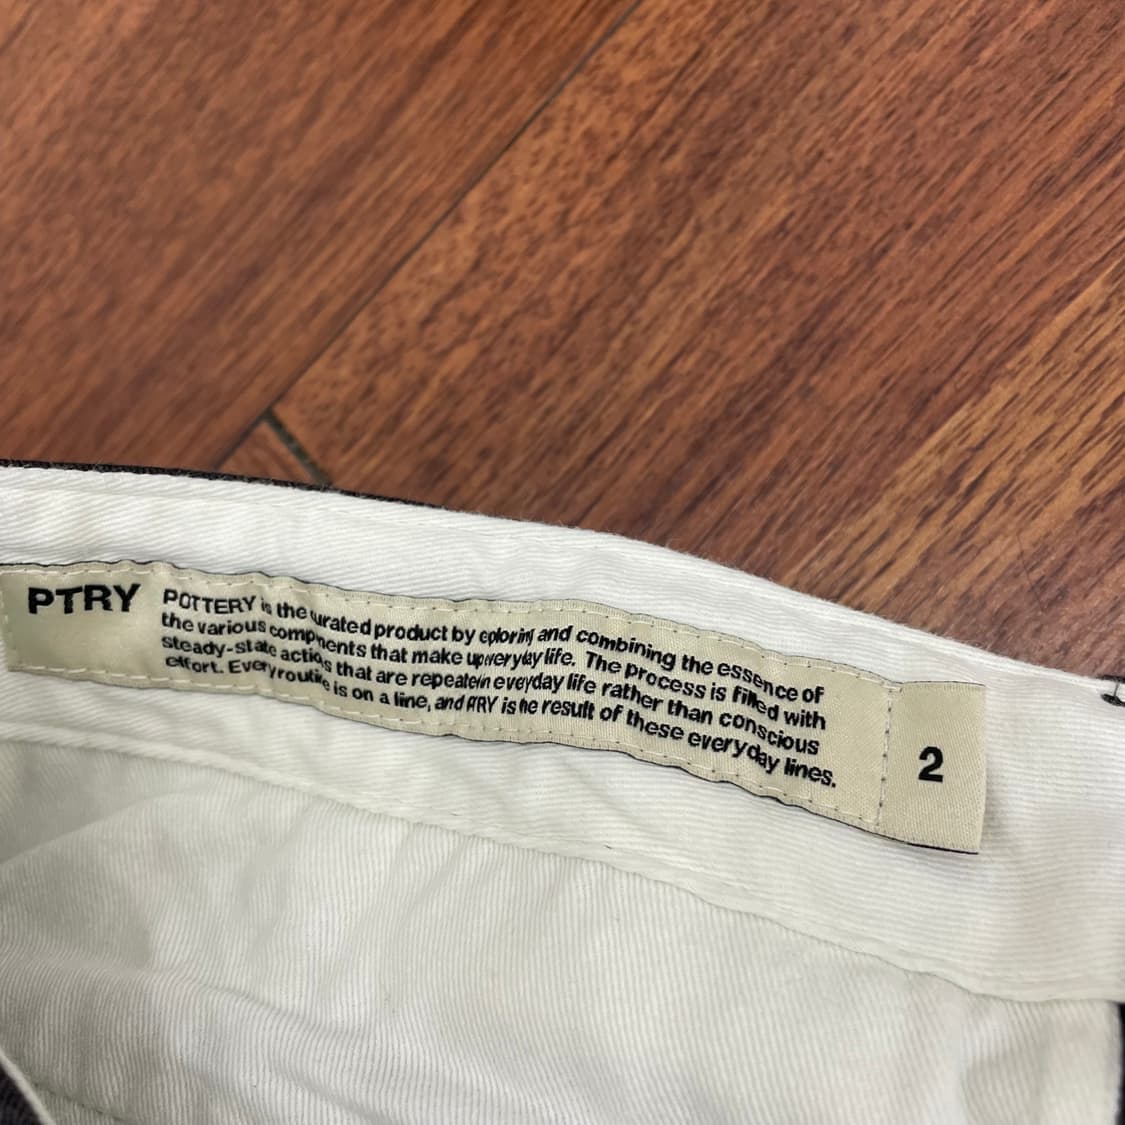 PTRY
POTTERY is the curated product by eploring and combining the essence of
the various components that make up everyday life. The process is filled with
steady-state actions that are repeated in everyday life rather than conscious
effort. Every routine is on a line, and PTRY is the result of these everyday lines.
2